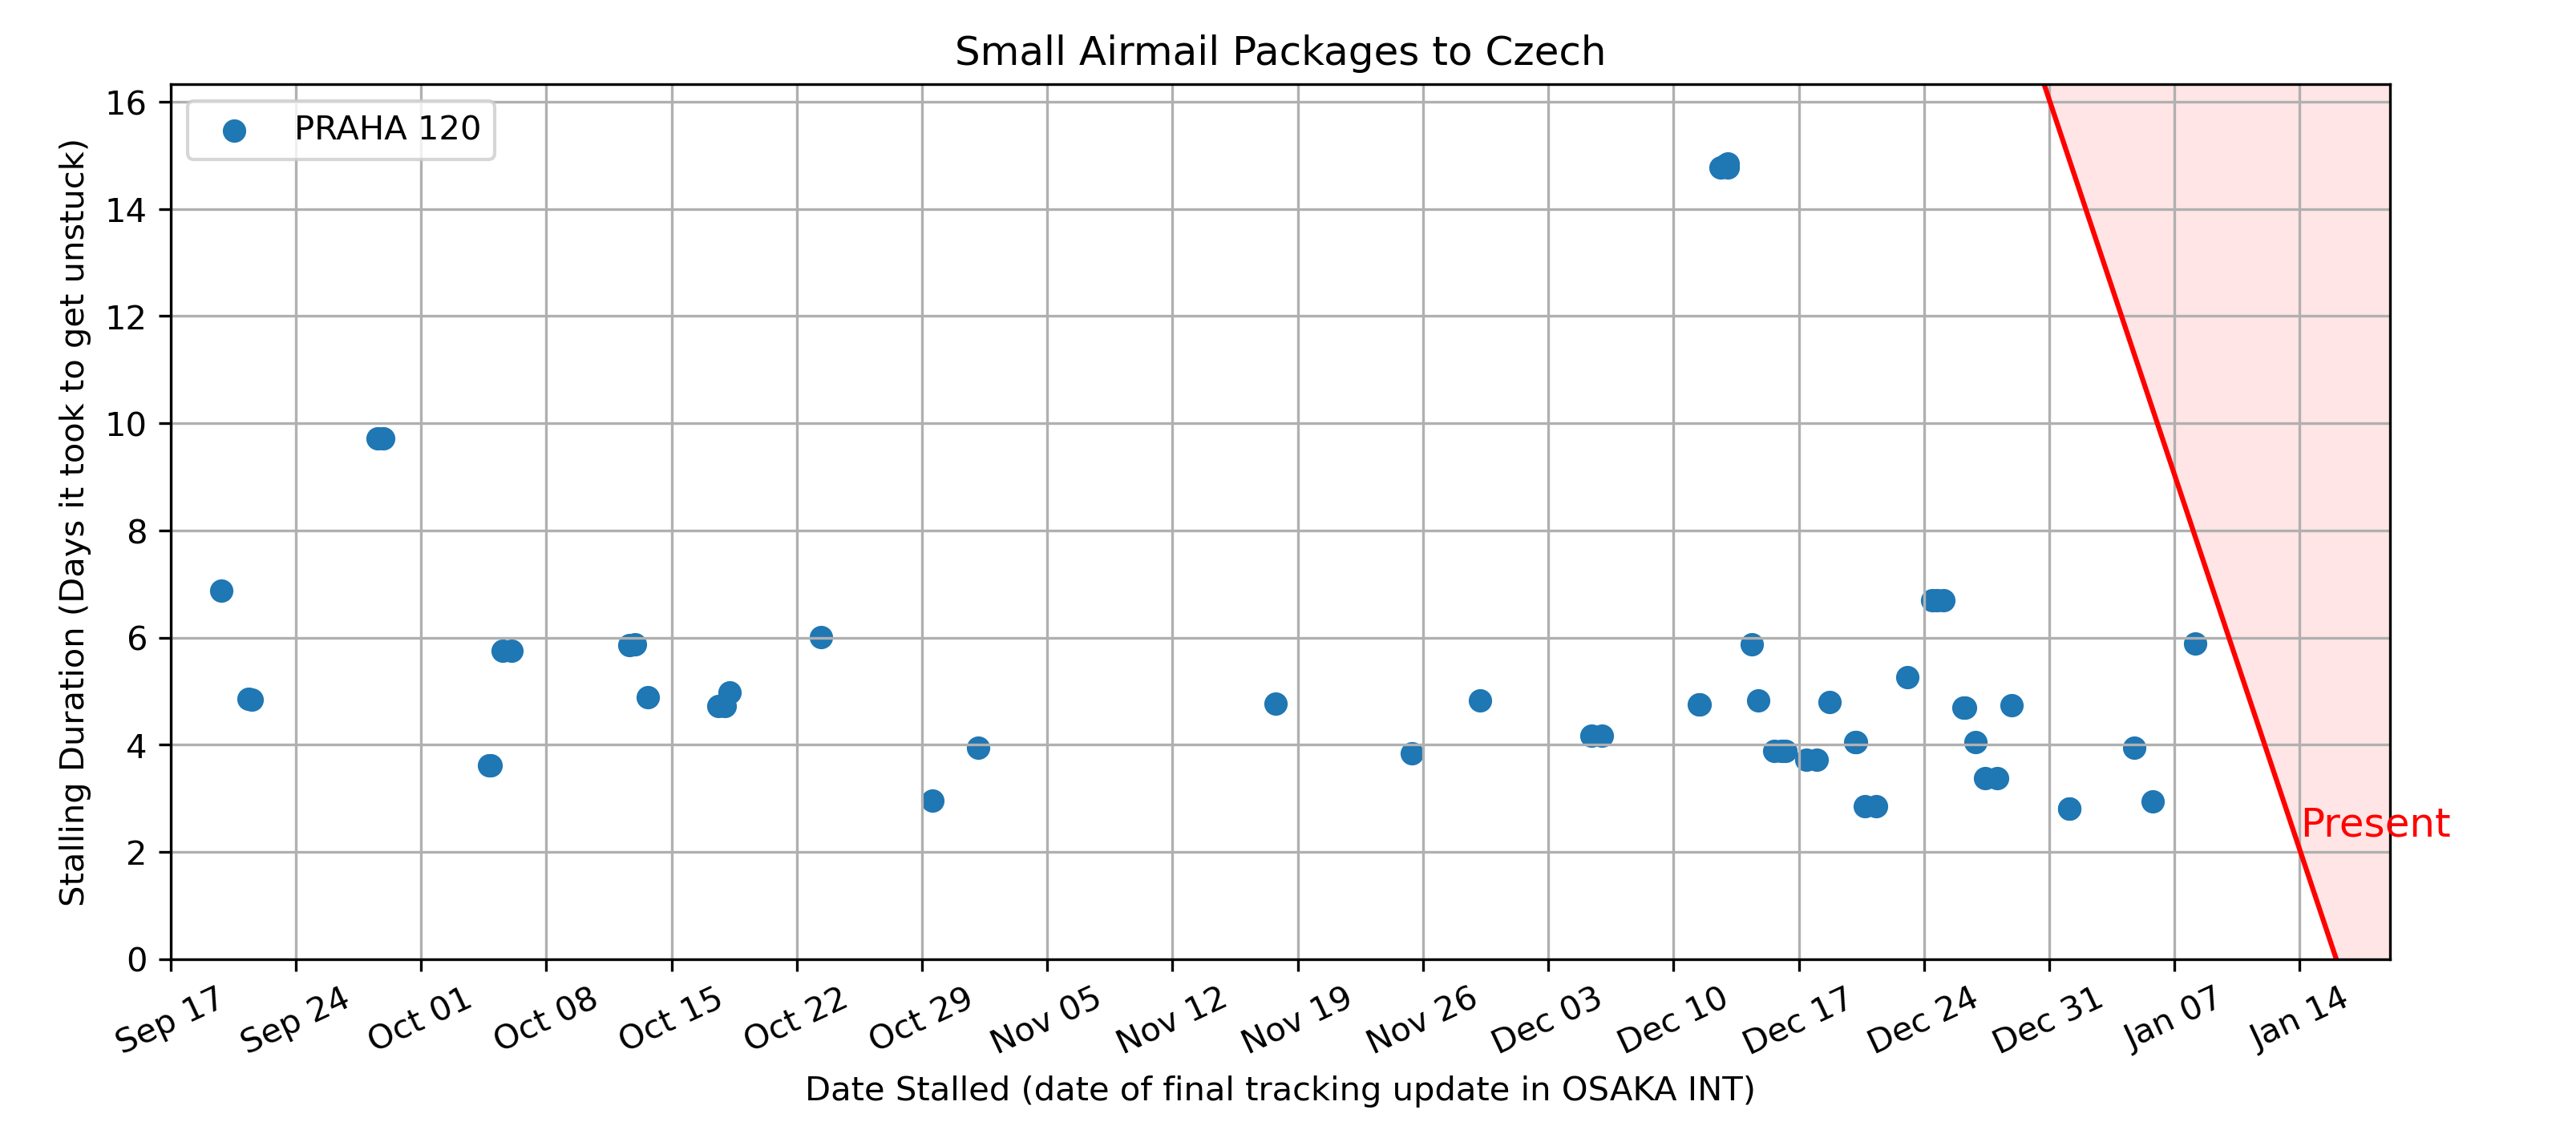 Small Airmail Packages to Czech
PRAHA 120
Stalling Duration (Days it took to get unstuck)
16
14
12
10
8
6
4
2
0
Present
Sep 17
Sep 24
Oct 01
Oct 08
Oct 15
Oct 22
Oct 29
Nov 05
Nov 12
Nov 19
Nov 26
Dec 03
Dec 10
Dec 17
Dec 24
Dec 31
Jan 07
Jan 14
Date Stalled (date of final tracking update in OSAKA INT)